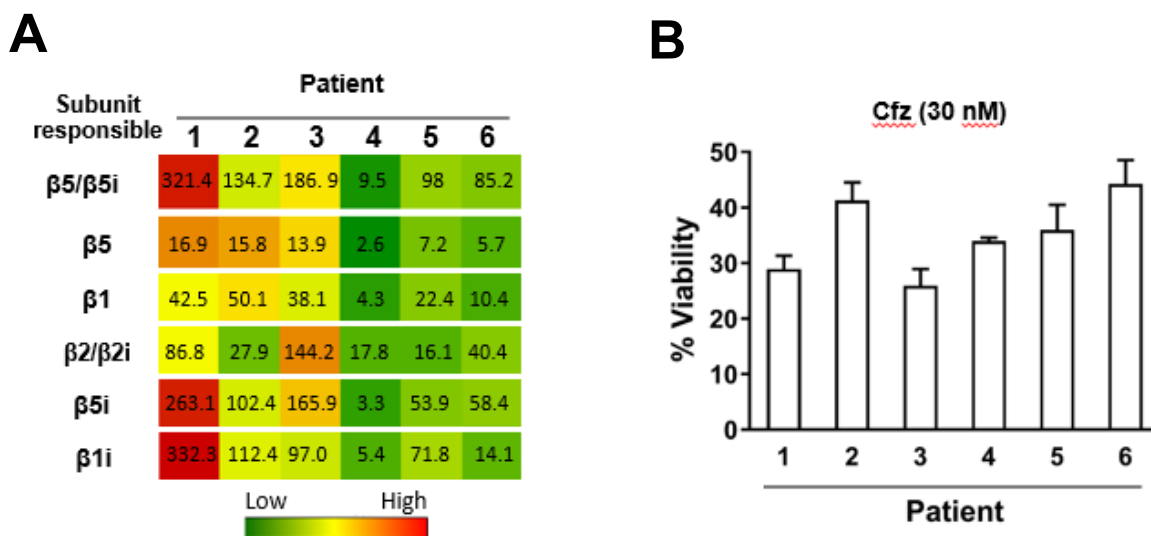 A
Patient
Subunit
responsible
1 2 3 4 5 6
β5/β5i 321.4 134.7 186. 9 9.5 98 85.2
β5 16.9 15.8 13.9 2.6 7.2 5.7
β1 42.5 50.1 38.1 4.3 22.4 10.4
β2/β2i 86.8 27.9 144.2 17.8 16.1 40.4
β5i 263.1 102.4 165.9 3.3 53.9 58.4
β1i 332.3 112.4 97.0 5.4 71.8 14.1
Low High
B
Cfz (30 nM)
% Viability
50
40
30
20
10
0
1 2 3 4 5 6
Patient